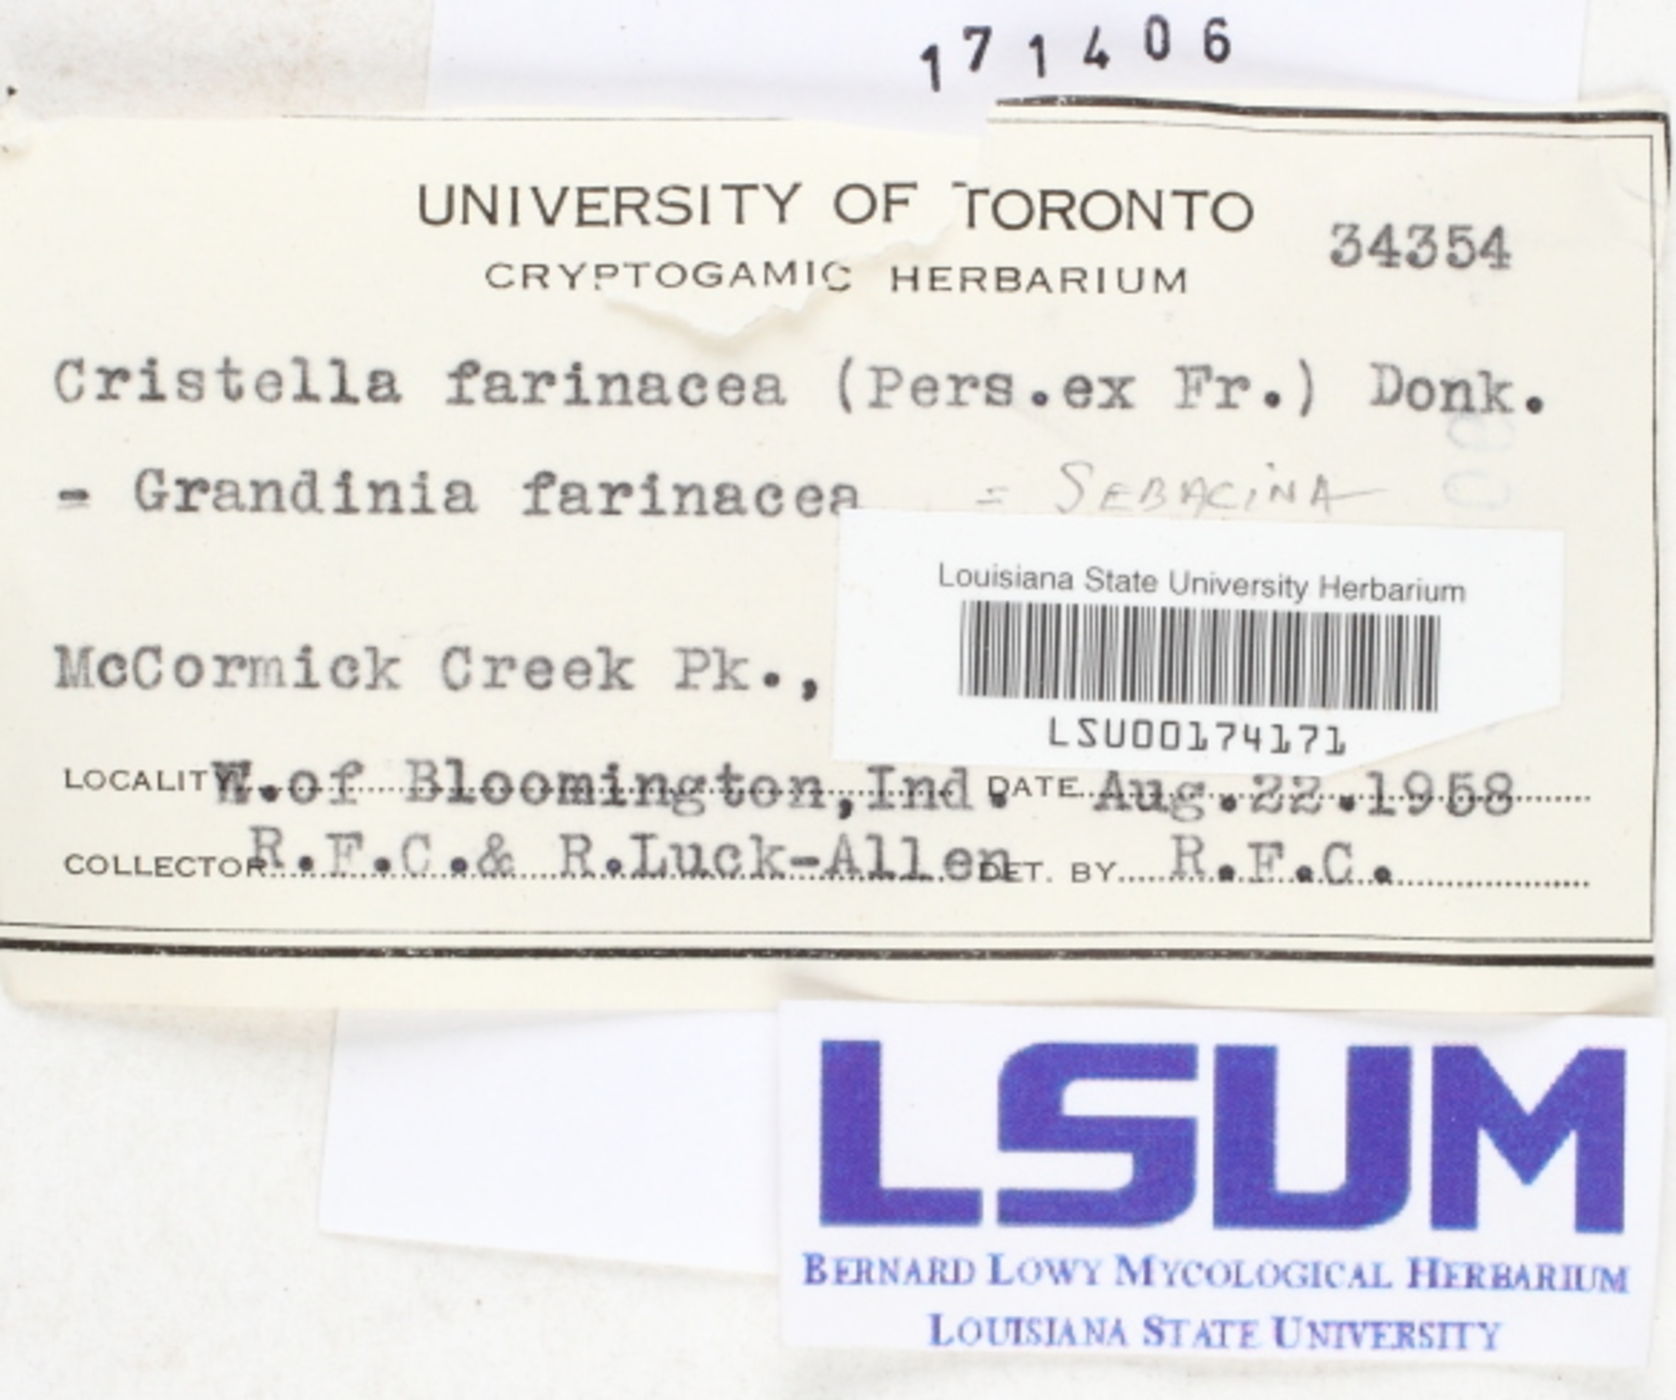 171406
UNIVERSITY OF TORONTO
34354
CRYPTOGAMIC HERBARIUM
Cristella farinacea (Pers.ex Fr.) Donk.
= Grandinia farinacea = SEBACINA
Louisiana State University Herbarium
LSU00174171
McCormick Creek Pk.,
LOCALITY W.of Bloomington,Ind. DATE Aug.22.1958
COLLECTOR R.F.C.& R.Luck-Allen DET. BY R.F.C.
LSUM
BERNARD LOWY MYCOLOGICAL HERBARIUM
LOUISIANA STATE UNIVERSITY